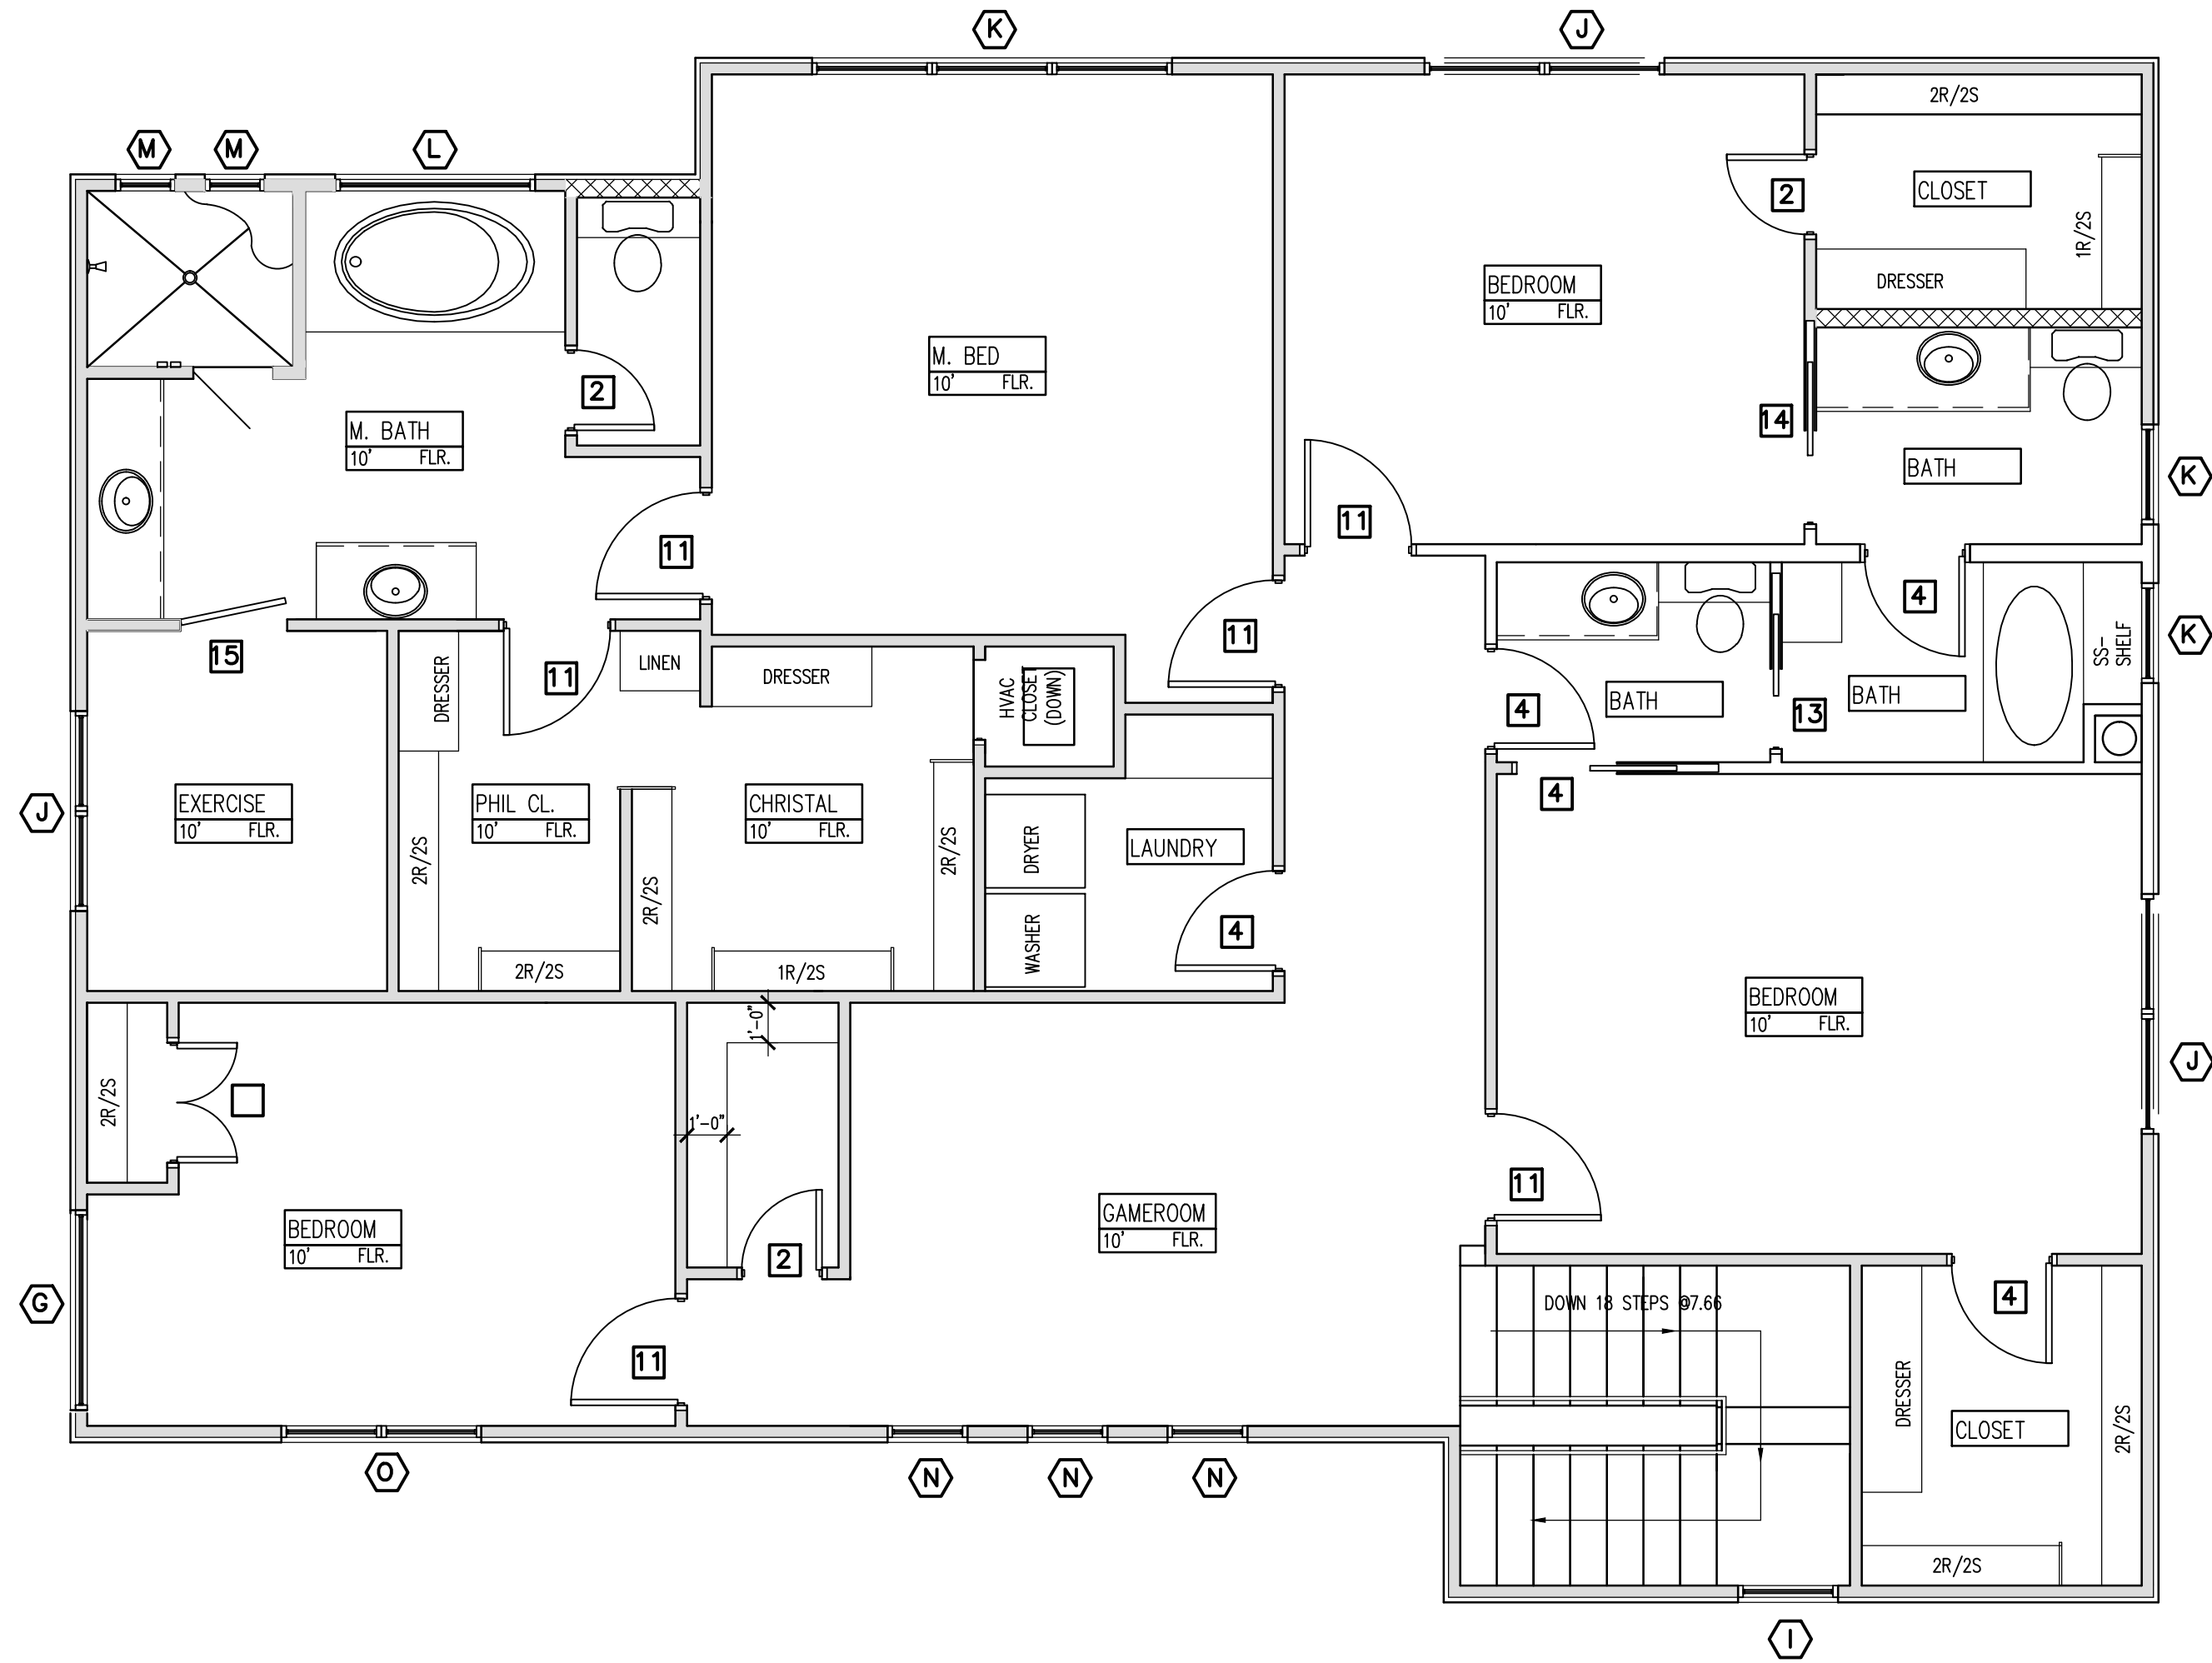 K
J
M
M
L
2R/2S
CLOSET
2
1R/2S
DRESSER
BEDROOM
10' FLR.
M. BED
10' FLR.
2
M. BATH
10' FLR.
14
BATH
K
11
11
4
11
K
SS-
SHELF
15
LINEN
11
DRESSER
DRESSER
HVAC
CLOSET
(DOWN)
4
BATH
13
BATH
4
J
EXERCISE
10' FLR.
PHIL CL.
10' FLR.
CHRISTAL
10' FLR.
2R/2S
2R/2S
2R/2S
DRYER
LAUNDRY
WASHER
4
2R/2S
1R/2S
BEDROOM
10' FLR.
J
1'-0"
2R/2S
1'-0"
11
BEDROOM
10' FLR.
GAMEROOM
10' FLR.
2
G
11
DOWN 18 STEPS @7.66
4
DRESSER
CLOSET
2R/2S
O
N
N
N
2R/2S
I